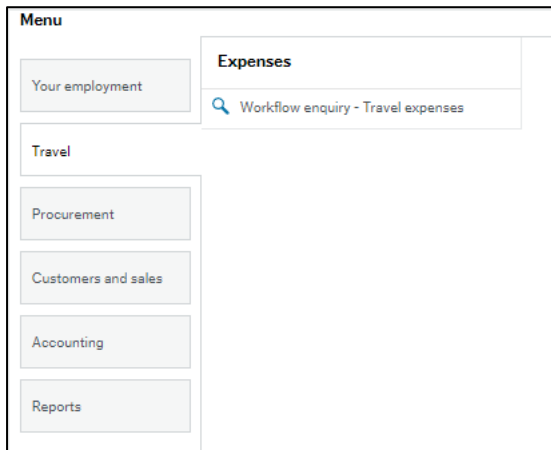 Menu
Your employment
Travel
Procurement
Customers and sales
Accounting
Reports
Expenses
Workflow enquiry - Travel expenses